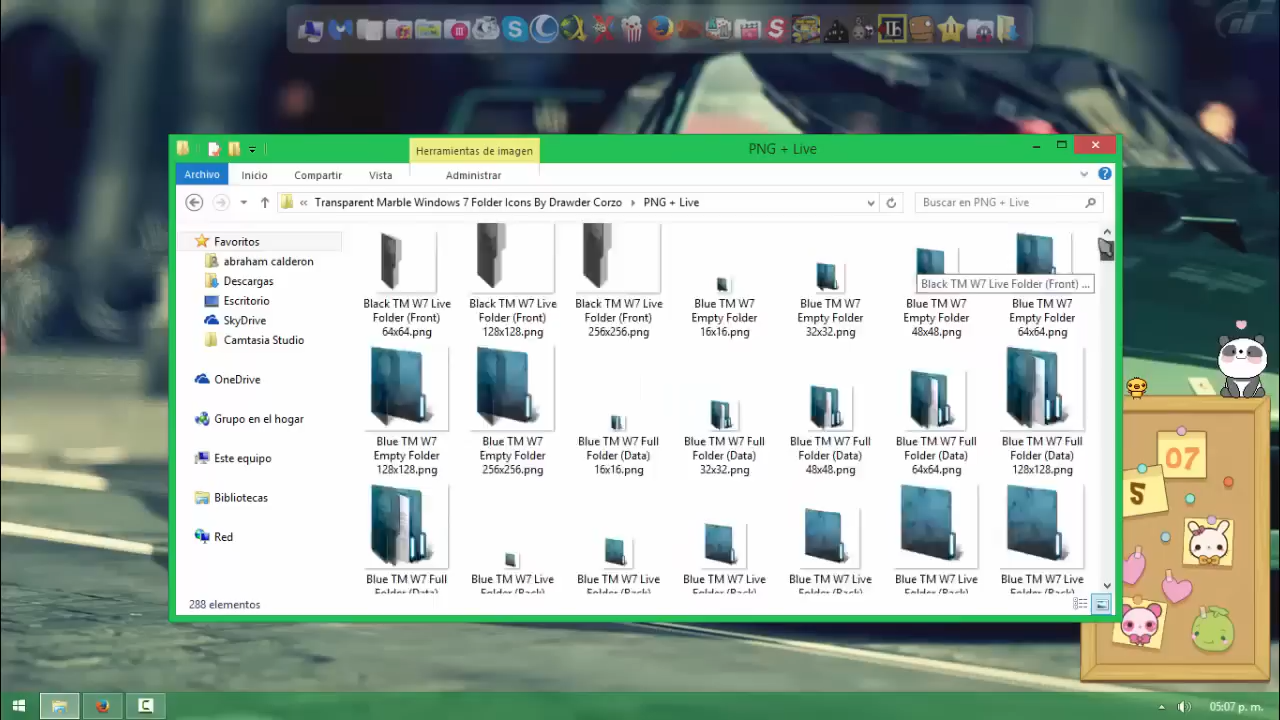 Herramientas de imagen
PNG + Live
Archivo
Inicio
Compartir
Vista
Administrar
« Transparent Marble Windows 7 Folder Icons By Drawder Corzo
PNG + Live
Buscar en PNG + Live
Favoritos
abraham calderon
Descargas
Escritorio
SkyDrive
Camtasia Studio
OneDrive
Grupo en el hogar
Este equipo
Bibliotecas
Red
Black TM W7 Live
Folder (Front)
64x64.png
Black TM W7 Live
Folder (Front)
128x128.png
Black TM W7 Live
Folder (Front)
256x256.png
Blue TM W7
Empty Folder
16x16.png
Blue TM W7
Empty Folder
32x32.png
Blue TM W7
Empty Folder
48x48.png
Blue TM W7
Empty Folder
64x64.png
Black TM W7 Live Folder (Front) ...
Blue TM W7
Empty Folder
128x128.png
Blue TM W7
Empty Folder
256x256.png
Blue TM W7 Full
Folder (Data)
16x16.png
Blue TM W7 Full
Folder (Data)
32x32.png
Blue TM W7 Full
Folder (Data)
48x48.png
Blue TM W7 Full
Folder (Data)
64x64.png
Blue TM W7 Full
Folder (Data)
128x128.png
Blue TM W7 Full
Folder (Data)
Blue TM W7 Live
Folder (Back)
Blue TM W7 Live
Folder (Back)
Blue TM W7 Live
Folder (Back)
Blue TM W7 Live
Folder (Back)
Blue TM W7 Live
Folder (Back)
Blue TM W7 Live
Folder (Back)
288 elementos
07
5
05:07 p. m.